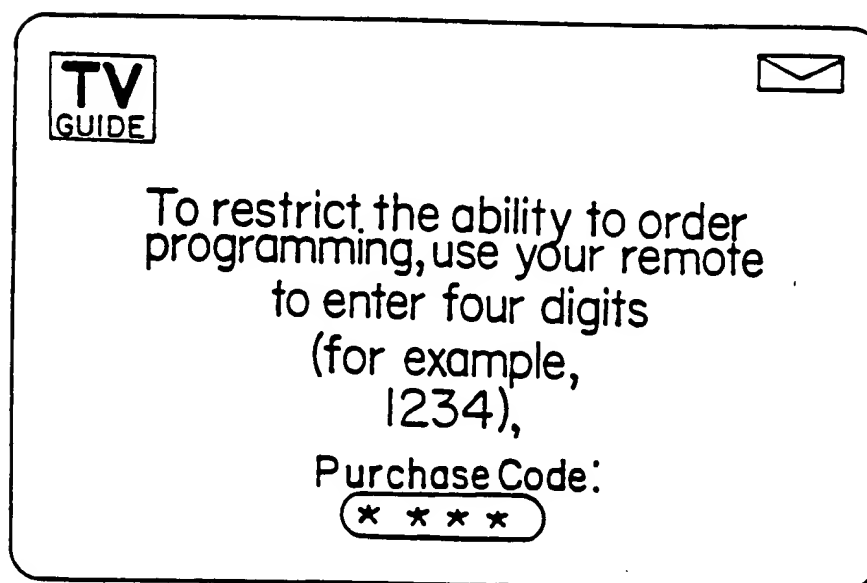 TV
GUIDE
To restrict the ability to order
programming, use your remote
to enter four digits
(for example,
1234),
Purchase Code:
* * * *